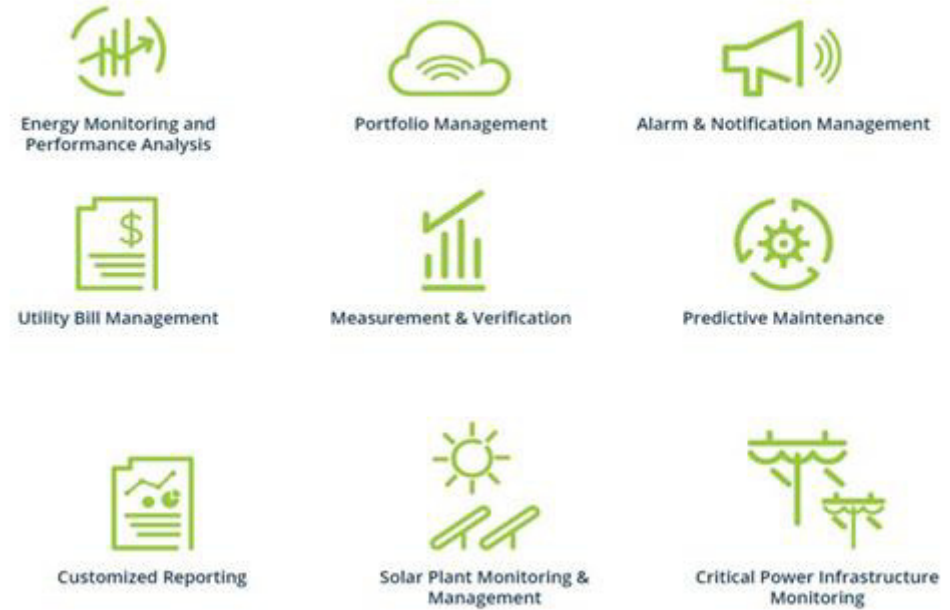 Energy Monitoring and
Performance Analysis
Portfolio Management
Alarm & Notification Management
$
Utility Bill Management
Measurement & Verification
Predictive Maintenance
Customized Reporting
Solar Plant Monitoring &
Management
Critical Power Infrastructure
Monitoring